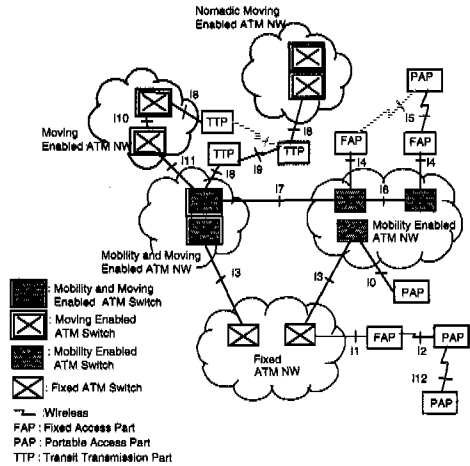 Nomadic Moving
Enabled ATM NW
PAP
I8
I10
TTP
I5
Moving
Enabled ATM
NW
I11
TTP
I8
I9
TTP
I8
FAP
FAP
I4
I4
I7
I6
Mobility Enabled
ATM NW
Mobility and Moving
Enabled ATM NW
I3
I3
I0
PAP
: Mobility and Moving
Enabled ATM Switch
: Moving Enabled
ATM Switch
: Mobility Enabled
ATM Switch
: Fixed ATM Switch
Fixed
ATM NW
I1
FAP
I2
PAP
I12
PAP
: Wireless
FAP : Fixed Access Part
PAP : Portable Access Part
TTP : Transit Transmission Part